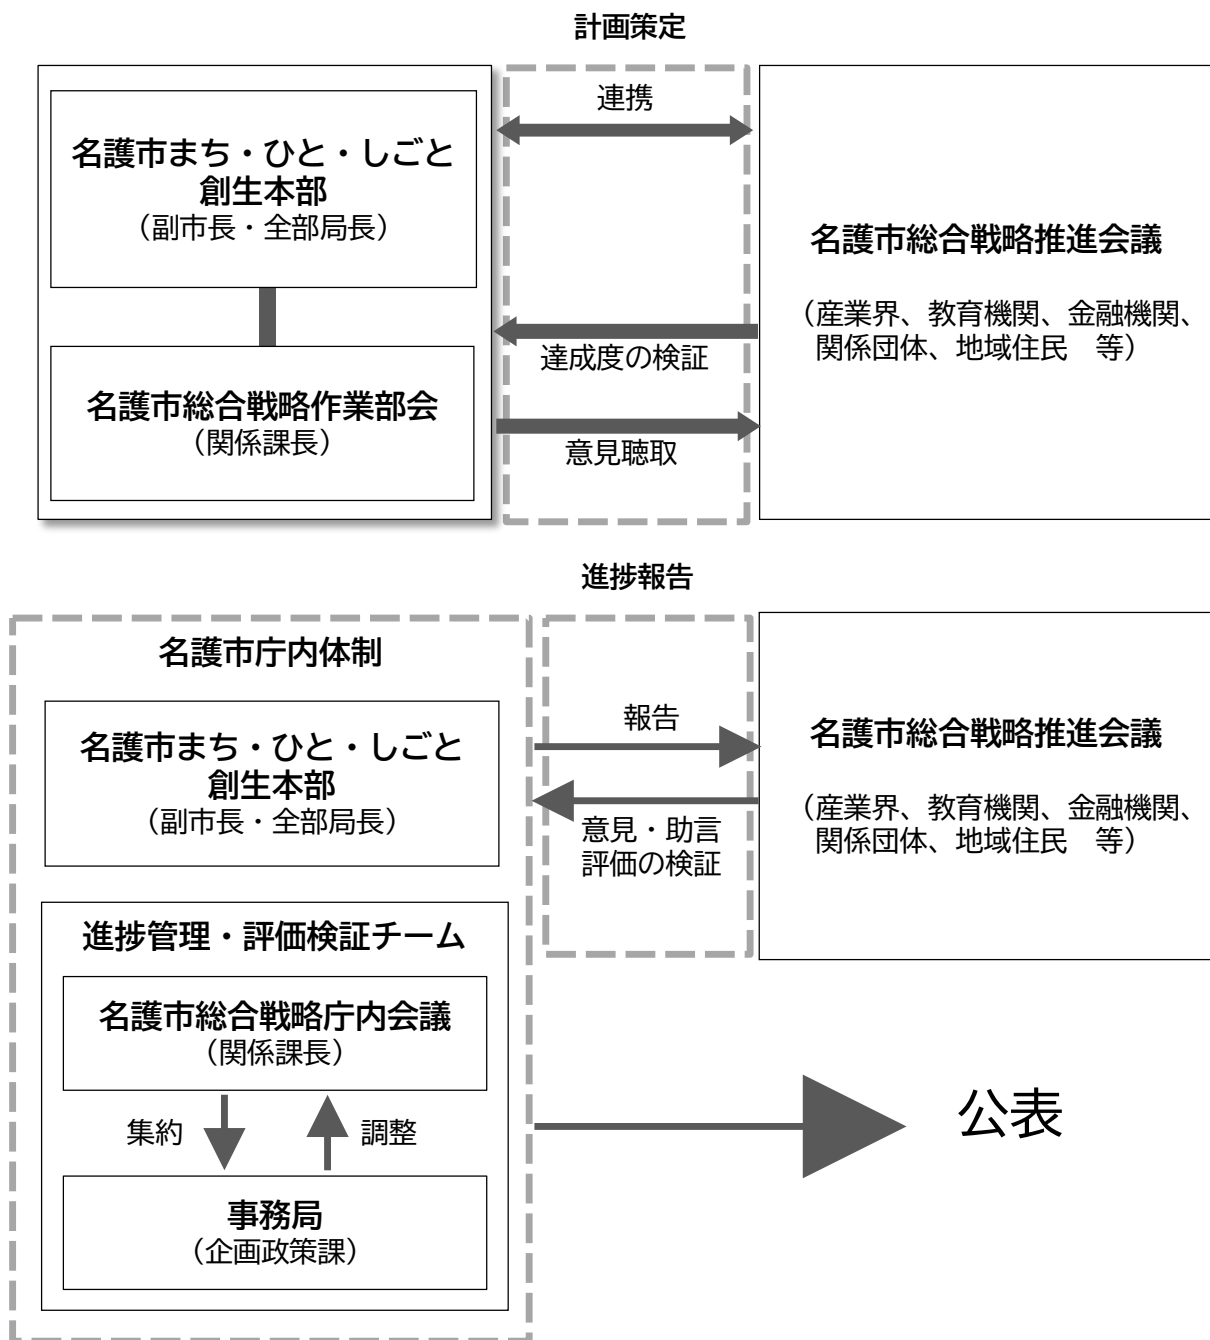 計画策定
名護市まち・ひと・しごと
創生本部
（副市長・全部局長）
名護市総合戦略作業部会
（関係課長）
連携
達成度の検証
意見聴取
名護市総合戦略推進会議
（産業界、教育機関、金融機関、
関係団体、地域住民　等）
進捗報告
名護市庁内体制
名護市まち・ひと・しごと
創生本部
（副市長・全部局長）
進捗管理・評価検証チーム
名護市総合戦略庁内会議
（関係課長）
集約
調整
事務局
（企画政策課）
報告
意見・助言
評価の検証
名護市総合戦略推進会議
（産業界、教育機関、金融機関、
関係団体、地域住民　等）
公表